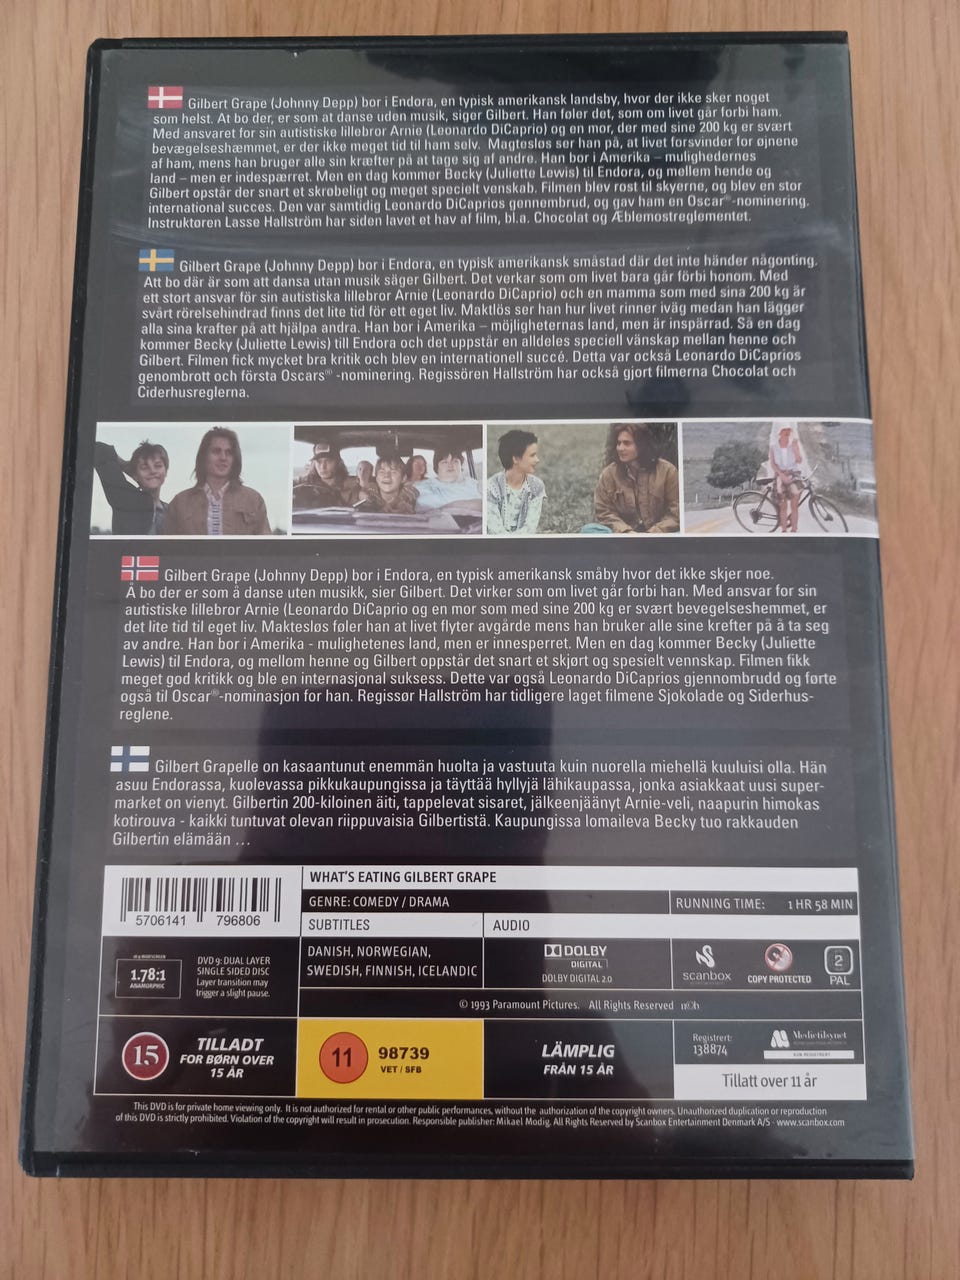 Gilbert Grape (Johnny Depp) bor i Endora, en typisk amerikansk landsby, hvor der ikke sker noget
som helst. At bo der, er som at danse uden musik, siger Gilbert. Han føler det, som om livet går forbi ham.
Med ansvaret for sin autistiske lillebror Arnie (Leonardo DiCaprio) og en mor, der med sine 200 kg er svært
bevægelseshæmmet, er der ikke meget tid til ham selv. Magtesløs ser han på, at livet forsvinder for øjnene
af ham, mens han bruger alle sin kræfter på at tage sig af andre. Han bor i Amerika – mulighedernes
land – men er indespærret. Men en dag kommer Becky (Juliette Lewis) til Endora, og mellem hende og
Gilbert opstår der snart et skrøbeligt og meget specielt venskab. Filmen blev rost til skyerne, og blev en stor
international succes. Den var samtidig Leonardo DiCaprios gennembrud, og gav ham en Oscar®-nominering.
Instruktøren Lasse Hallström har siden lavet et hav af film, bl.a. Chocolat og Æblemostreglementet.
Gilbert Grape (Johnny Depp) bor i Endora, en typisk amerikansk småstad där det inte händer någonting.
Att bo där är som att dansa utan musik säger Gilbert. Det verkar som om livet bara går förbi honom. Med
ett stort ansvar för sin autistiska lillebror Arnie (Leonardo DiCaprio) och en mamma som med sina 200 kg är
svårt rörelsehindrad finns det lite tid för ett eget liv. Maktlös ser han hur livet rinner iväg medan han lägger
alla sina krafter på att hjälpa andra. Han bor i Amerika – möjligheternas land, men är inspärrad. Så en dag
kommer Becky (Juliette Lewis) till Endora och det uppstår en alldeles speciell vänskap mellan henne och
Gilbert. Filmen fick mycket bra kritik och blev en internationell succé. Detta var också Leonardo DiCaprios
genombrott och första Oscars® -nominering. Regissören Hallström har också gjort filmerna Chocolat och
Ciderhusreglerna.
Gilbert Grape (Johnny Depp) bor i Endora, en typisk amerikansk småby hvor det ikke skjer noe.
Å bo der er som å danse uten musikk, sier Gilbert. Det virker som om livet går forbi han. Med ansvar for sin
autistiske lillebror Arnie (Leonardo DiCaprio og en mor som med sine 200 kg er svært bevegelseshemmet, er
det lite tid til eget liv. Maktesløs føler han at livet flyter avgårde mens han bruker alle sine krefter på å ta seg
av andre. Han bor i Amerika - mulighetenes land, men er innesperret. Men en dag kommer Becky (Juliette
Lewis) til Endora, og mellom henne og Gilbert oppstår det snart et skjørt og spesielt vennskap. Filmen fikk
meget god kritikk og ble en internasjonal suksess. Dette var også Leonardo DiCaprios gjennombrudd og førte
også til Oscar®-nominasjon for han. Regissør Hallström har tidligere laget filmene Sjokolade og Siderhus-
reglene.
Gilbert Grapelle on kasaantunut enemmän huolta ja vastuuta kuin nuorella miehellä kuuluisi olla. Hän
asuu Endorassa, kuolevassa pikkukaupungissa ja täyttää hyllyjä lähikaupassa, jonka asiakkaat uusi super-
market on vienyt. Gilbertin 200-kiloinen äiti, tappelevat sisaret, jälkeenjäänyt Arnie-veli, naapurin himokas
kotirouva - kaikki tuntuvat olevan riippuvaisia Gilbertistä. Kaupungissa lomaileva Becky tuo rakkauden
Gilbertin elämään ...
5706141 796806
WHAT'S EATING GILBERT GRAPE
GENRE: COMEDY / DRAMA
RUNNING TIME: 1 HR 58 MIN
SUBTITLES
AUDIO
DANISH, NORWEGIAN,
SWEDISH, FINNISH, ICELANDIC
DOLBY
DIGITAL
DOLBY DIGITAL 2.0
1.78:1
ANAMORPHIC
DVD 9: DUAL LAYER
SINGLE SIDED DISC
Layer transition may
trigger a slight pause.
scanbox
COPY PROTECTED
2
PAL
© 1993 Paramount Pictures. All Rights Reserved
15
TILLADT
FOR BØRN OVER
15 ÅR
11
98739
VET / SFB
LÄMPLIG
FRÅN 15 ÅR
Registrert:
138874
Medietilsynet
Tillatt over 11 år
This DVD is for private home viewing only. It is not authorized for rental or other public performances, without the authorization of the copyright owners. Unauthorized duplication or reproduction
of this DVD is strictly prohibited. Violation of the copyright will result in prosecution. Responsible publisher: Mikael Modig. All Rights Reserved by Scanbox Entertainment Denmark A/S - www.scanbox.com